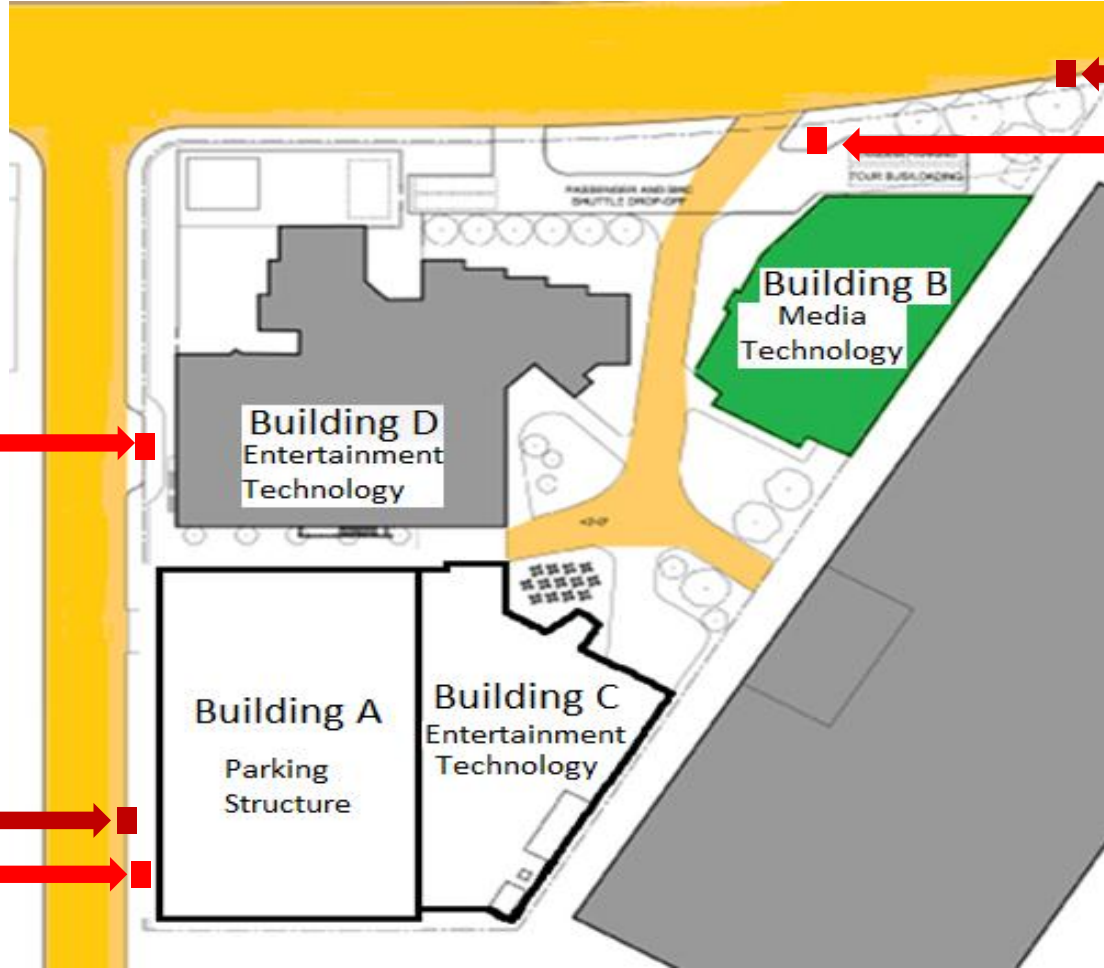 PASSENGER AND BMC
SHUTTLE DROP-OFF
TOUR BUS/LOADING
Building B
Media
Technology
Building D
Entertainment
Technology
Building A
Parking
Structure
Building C
Entertainment
Technology